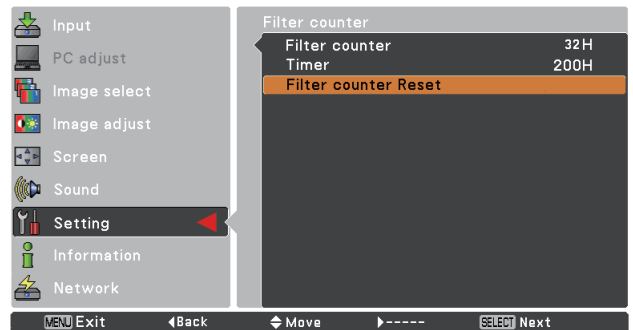 Input
PC adjust
Image select
Image adjust
Screen
Sound
Setting
Information
Network
Filter counter
Filter counter 32H
Timer 200H
Filter counter Reset
MENU Exit ◀Back Move ▶----- SELECT Next